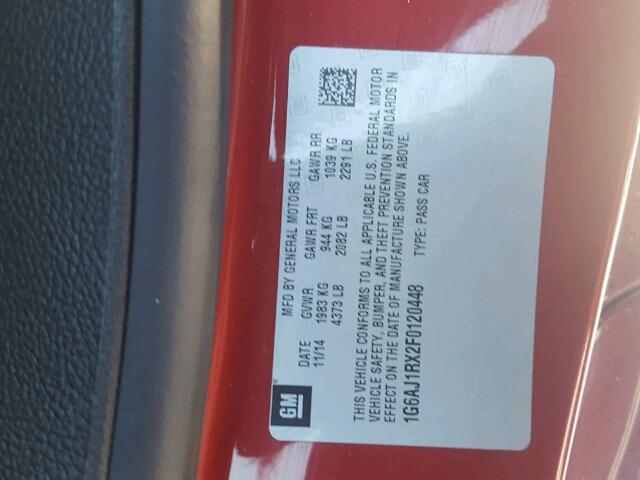 MFD BY GENERAL MOTORS LLC
DATE GVWR GAWR FRT GAWR RR
11/14 1983 KG 944 KG 1039 KG
4373 LB 2082 LB 2291 LB
GM
THIS VEHICLE CONFORMS TO ALL APPLICABLE U.S. FEDERAL MOTOR
VEHICLE SAFETY, BUMPER, AND THEFT PREVENTION STANDARDS IN
EFFECT ON THE DATE OF MANUFACTURE SHOWN ABOVE.
1G6AJ1RX2F0120448 TYPE: PASS CAR